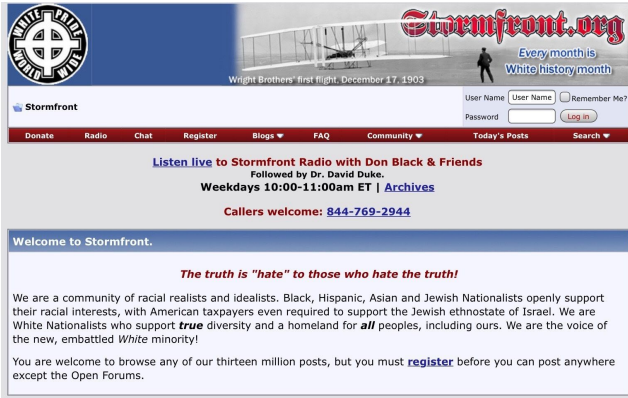 WHITE PRIDE
WORLD WIDE
Stormfront.org
Every month is
White history month
Wright Brothers' first flight, December 17, 1903
Stormfront
User Name User Name Remember Me?
Password Log in
Donate Radio Chat Register Blogs FAQ Community Today's Posts Search
Listen live to Stormfront Radio with Don Black & Friends
Followed by Dr. David Duke.
Weekdays 10:00-11:00am ET | Archives
Callers welcome: 844-769-2944
Welcome to Stormfront.
The truth is "hate" to those who hate the truth!
We are a community of racial realists and idealists. Black, Hispanic, Asian and Jewish Nationalists openly support
their racial interests, with American taxpayers even required to support the Jewish ethnostate of Israel. We are
White Nationalists who support true diversity and a homeland for all peoples, including ours. We are the voice of
the new, embattled White minority!
You are welcome to browse any of our thirteen million posts, but you must register before you can post anywhere
except the Open Forums.